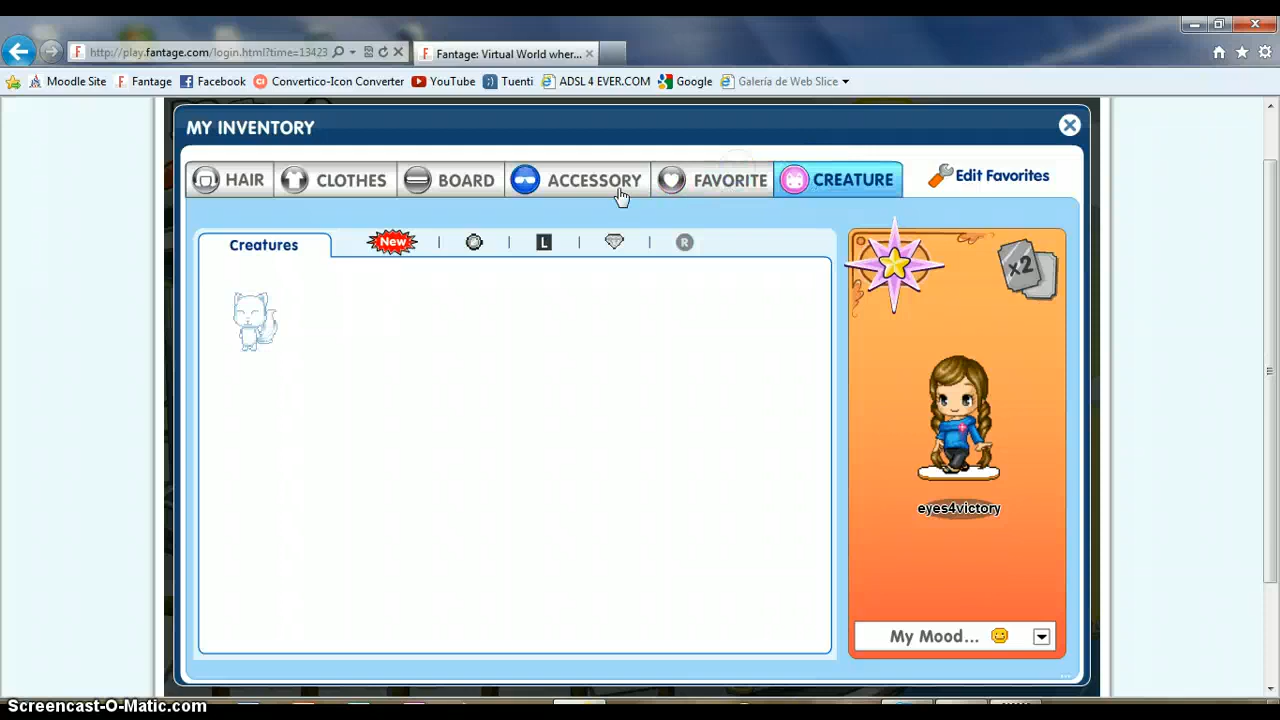 http://play.fantage.com/login.html?time=13423
F Fantage: Virtual World wher...
Moodle Site
F Fantage
Facebook
CI Convertico-Icon Converter
YouTube
Tuenti
ADSL 4 EVER.COM
Google
Galería de Web Slice
MY INVENTORY
HAIR
CLOTHES
BOARD
ACCESSORY
FAVORITE
CREATURE
Edit Favorites
Creatures
New
L
R
x2
eyes4victory
My Mood...
Screencast-O-Matic.com